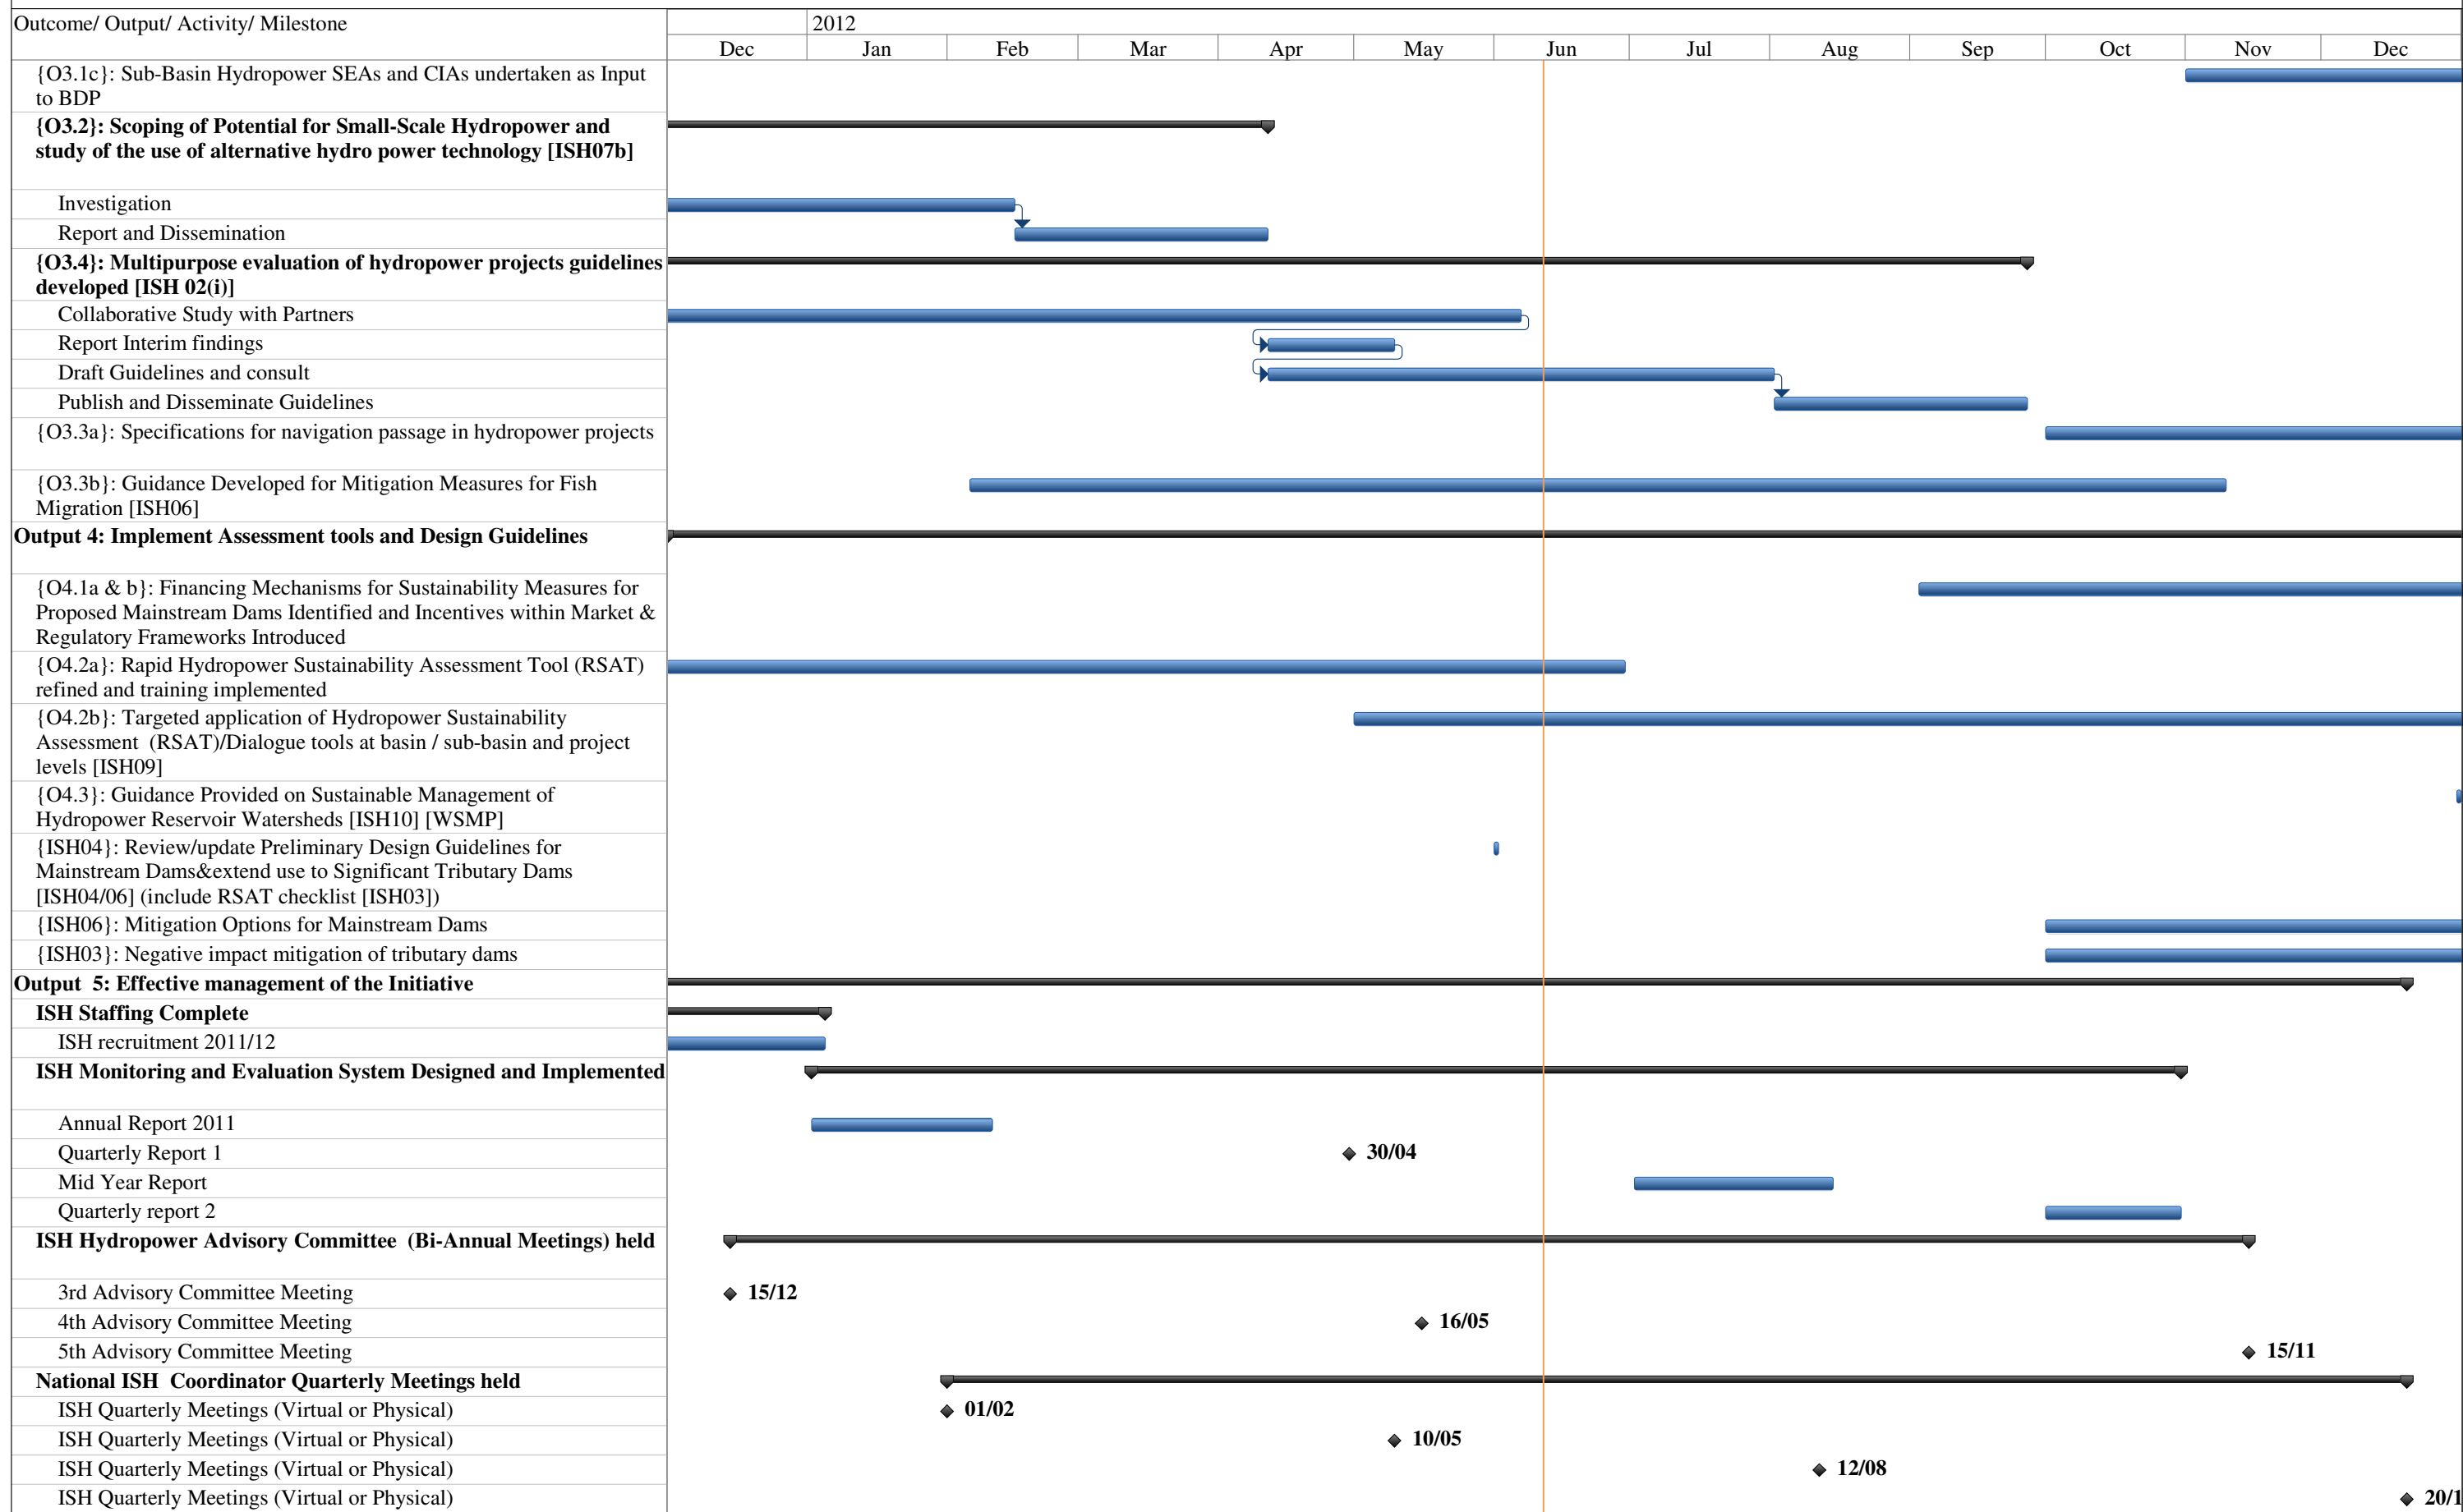 Outcome/ Output/ Activity/ Milestone
2012
Dec Jan Feb Mar Apr May Jun Jul Aug Sep Oct Nov Dec
{O3.1c}: Sub-Basin Hydropower SEAs and CIAs undertaken as Input
to BDP
{O3.2}: Scoping of Potential for Small-Scale Hydropower and
study of the use of alternative hydro power technology [ISH07b]
Investigation
Report and Dissemination
{O3.4}: Multipurpose evaluation of hydropower projects guidelines
developed [ISH 02(i)]
Collaborative Study with Partners
Report Interim findings
Draft Guidelines and consult
Publish and Disseminate Guidelines
{O3.3a}: Specifications for navigation passage in hydropower projects
{O3.3b}: Guidance Developed for Mitigation Measures for Fish
Migration [ISH06]
Output 4: Implement Assessment tools and Design Guidelines
{O4.1a & b}: Financing Mechanisms for Sustainability Measures for
Proposed Mainstream Dams Identified and Incentives within Market &
Regulatory Frameworks Introduced
{O4.2a}: Rapid Hydropower Sustainability Assessment Tool (RSAT)
refined and training implemented
{O4.2b}: Targeted application of Hydropower Sustainability
Assessment  (RSAT)/Dialogue tools at basin / sub-basin and project
levels [ISH09]
{O4.3}: Guidance Provided on Sustainable Management of
Hydropower Reservoir Watersheds [ISH10] [WSMP]
{ISH04}: Review/update Preliminary Design Guidelines for
Mainstream Dams&extend use to Significant Tributary Dams
[ISH04/06] (include RSAT checklist [ISH03])
{ISH06}: Mitigation Options for Mainstream Dams
{ISH03}: Negative impact mitigation of tributary dams
Output  5: Effective management of the Initiative
ISH Staffing Complete
ISH recruitment 2011/12
ISH Monitoring and Evaluation System Designed and Implemented
Annual Report 2011
Quarterly Report 1 30/04
Mid Year Report
Quarterly report 2
ISH Hydropower Advisory Committee  (Bi-Annual Meetings) held
3rd Advisory Committee Meeting 15/12
4th Advisory Committee Meeting 16/05
5th Advisory Committee Meeting 15/11
National ISH  Coordinator Quarterly Meetings held
ISH Quarterly Meetings (Virtual or Physical) 01/02
ISH Quarterly Meetings (Virtual or Physical) 10/05
ISH Quarterly Meetings (Virtual or Physical) 12/08
ISH Quarterly Meetings (Virtual or Physical) 20/1